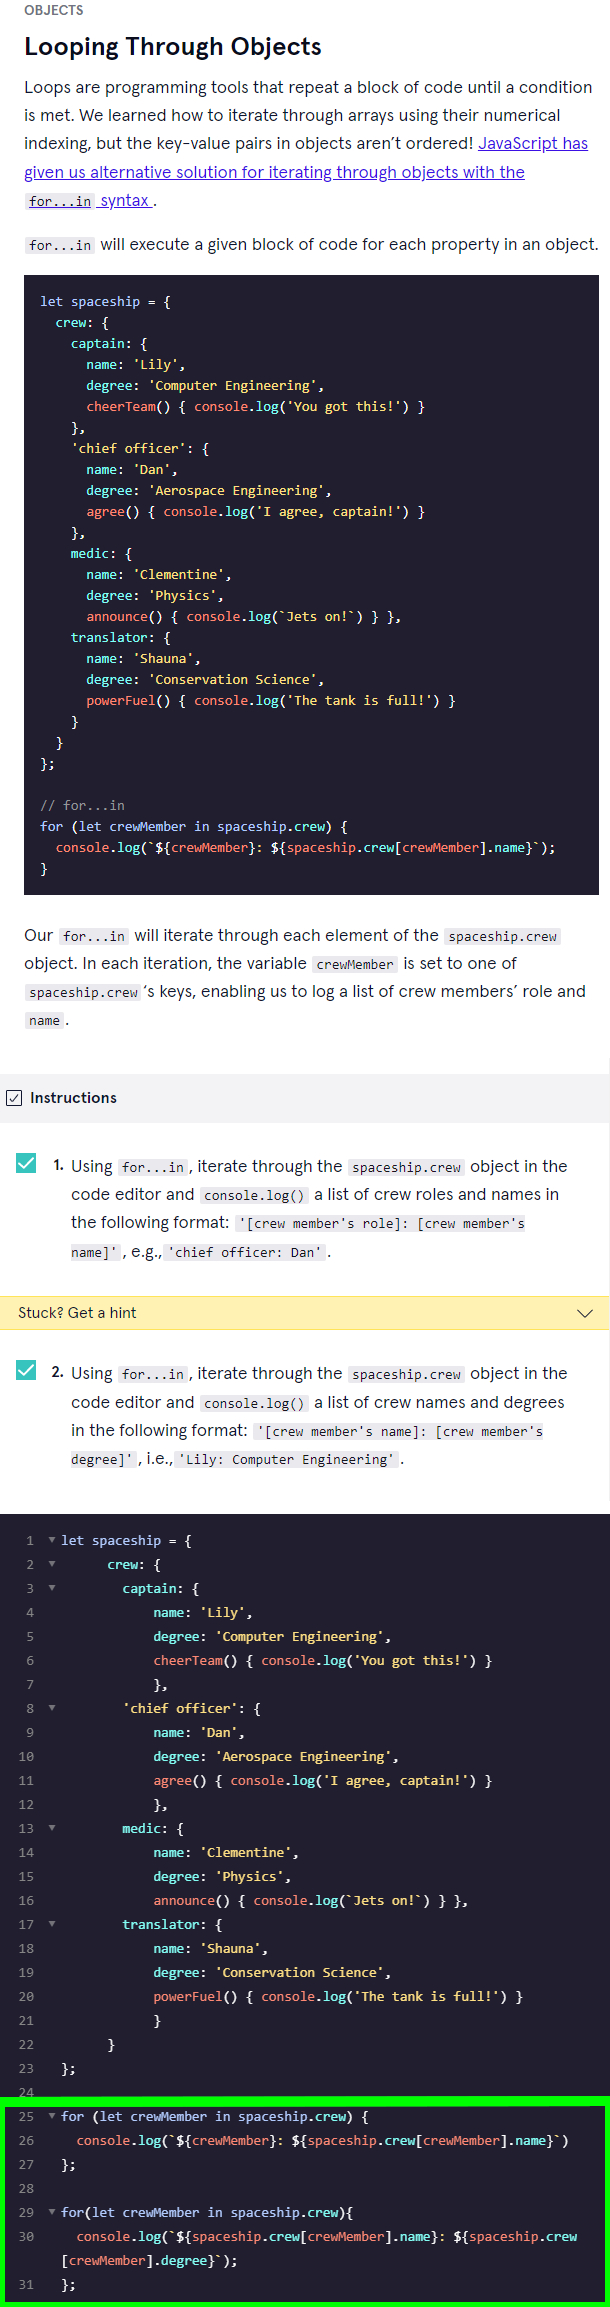 OBJECTS
Looping Through Objects
Loops are programming tools that repeat a block of code until a condition
is met. We learned how to iterate through arrays using their numerical
indexing, but the key-value pairs in objects aren’t ordered! JavaScript has
given us alternative solution for iterating through objects with the
for...in syntax .
for...in will execute a given block of code for each property in an object.
let spaceship = {
  crew: {
    captain: {
      name: 'Lily',
      degree: 'Computer Engineering',
      cheerTeam() { console.log('You got this!') }
    },
    'chief officer': {
      name: 'Dan',
      degree: 'Aerospace Engineering',
      agree() { console.log('I agree, captain!') }
    },
    medic: {
      name: 'Clementine',
      degree: 'Physics',
      announce() { console.log(`Jets on!`) } },
    translator: {
      name: 'Shauna',
      degree: 'Conservation Science',
      powerFuel() { console.log('The tank is full!') }
    }
  }
};
// for...in
for (let crewMember in spaceship.crew) {
  console.log(`${crewMember}: ${spaceship.crew[crewMember].name}`);
}
Our for...in will iterate through each element of the spaceship.crew
object. In each iteration, the variable crewMember is set to one of
spaceship.crew ‘s keys, enabling us to log a list of crew members’ role and
name .
Instructions
1. Using for...in , iterate through the spaceship.crew object in the
code editor and console.log() a list of crew roles and names in
the following format: '[crew member's role]: [crew member's
name]' , e.g., 'chief officer: Dan' .
Stuck? Get a hint
2. Using for...in , iterate through the spaceship.crew object in the
code editor and console.log() a list of crew names and degrees
in the following format: '[crew member's name]: [crew member's
degree]' , i.e., 'Lily: Computer Engineering' .
1 let spaceship = {
2       crew: {
3         captain: {
4             name: 'Lily',
5             degree: 'Computer Engineering',
6             cheerTeam() { console.log('You got this!') }
7             },
8         'chief officer': {
9             name: 'Dan',
10             degree: 'Aerospace Engineering',
11             agree() { console.log('I agree, captain!') }
12             },
13         medic: {
14             name: 'Clementine',
15             degree: 'Physics',
16             announce() { console.log(`Jets on!`) } },
17         translator: {
18             name: 'Shauna',
19             degree: 'Conservation Science',
20             powerFuel() { console.log('The tank is full!') }
21             }
22       }
23 };
24
25 for (let crewMember in spaceship.crew) {
26   console.log(`${crewMember}: ${spaceship.crew[crewMember].name}`)
27 };
28
29 for(let crewMember in spaceship.crew){
30   console.log(`${spaceship.crew[crewMember].name}: ${spaceship.crew
[crewMember].degree}`);
31 };